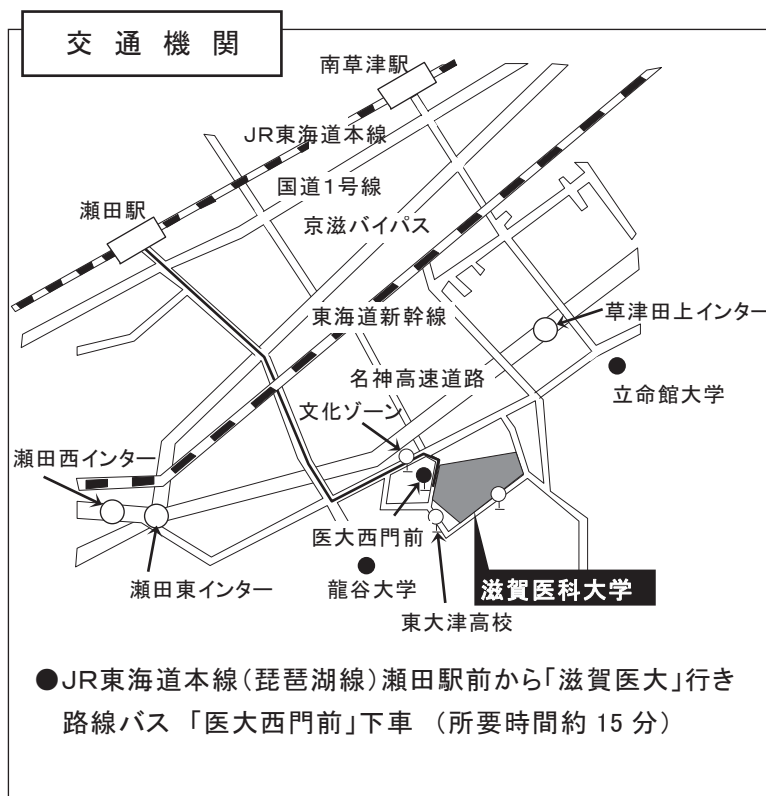 交通機関
南草津駅
JR東海道本線
国道1号線
瀬田駅
京滋バイパス
東海道新幹線
草津田上インター
名神高速道路
立命館大学
文化ゾーン
瀬田西インター
医大西門前
瀬田東インター
龍谷大学
滋賀医科大学
東大津高校
●JR東海道本線(琵琶湖線)瀬田駅前から「滋賀医大」行き
路線バス 「医大西門前」下車 (所要時間約 15 分)